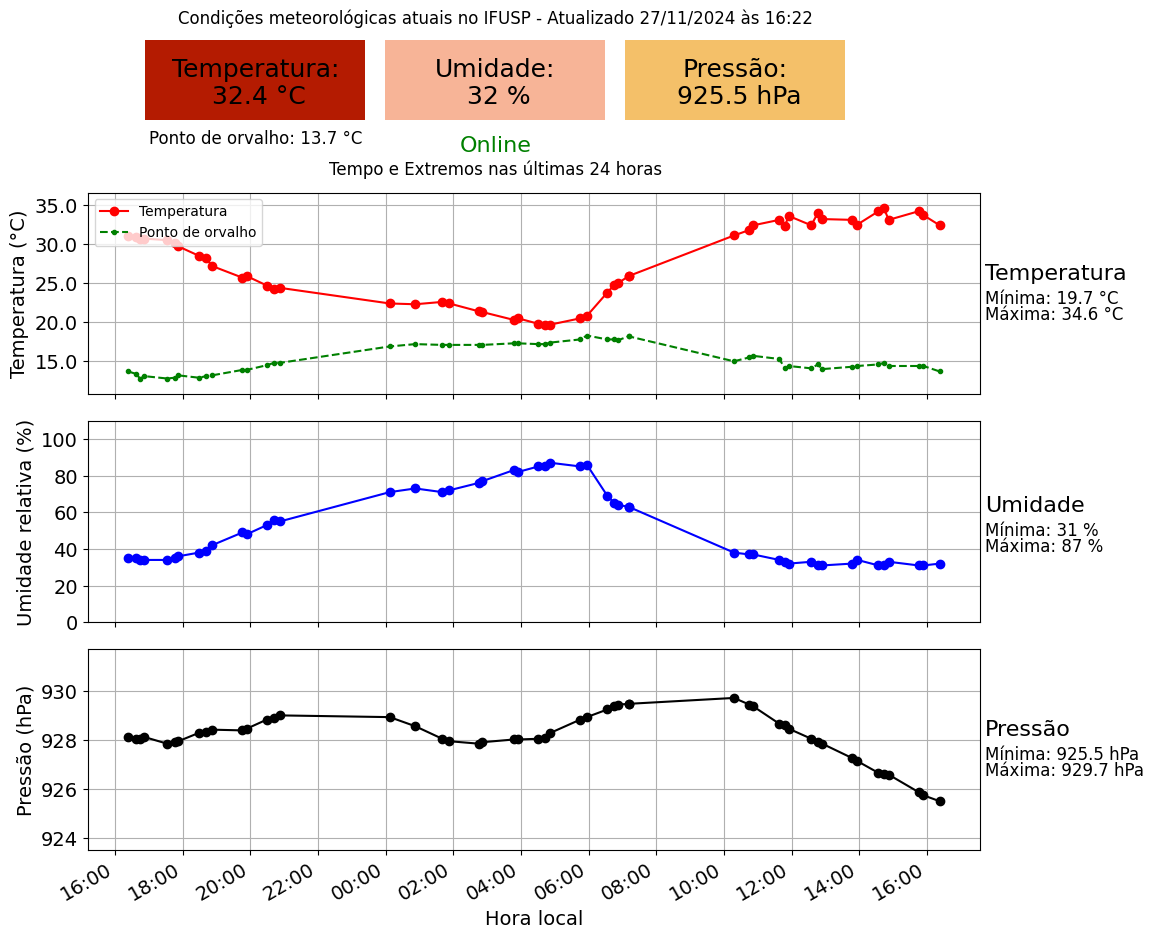 Condições meteorológicas atuais no IFUSP - Atualizado 27/11/2024 às 16:22
Temperatura:
32.4 °C
Umidade:
32 %
Pressão:
925.5 hPa
Ponto de orvalho: 13.7 °C
Online
Tempo e Extremos nas últimas 24 horas
Temperatura (°C)
35.0
30.0
25.0
20.0
15.0
Temperatura
Ponto de orvalho
Temperatura
Mínima: 19.7 °C
Máxima: 34.6 °C
Umidade relativa (%)
100
80
60
40
20
0
Umidade
Mínima: 31 %
Máxima: 87 %
Pressão (hPa)
930
928
926
924
Pressão
Mínima: 925.5 hPa
Máxima: 929.7 hPa
16:00 18:00 20:00 22:00 00:00 02:00 04:00 06:00 08:00 10:00 12:00 14:00 16:00
Hora local